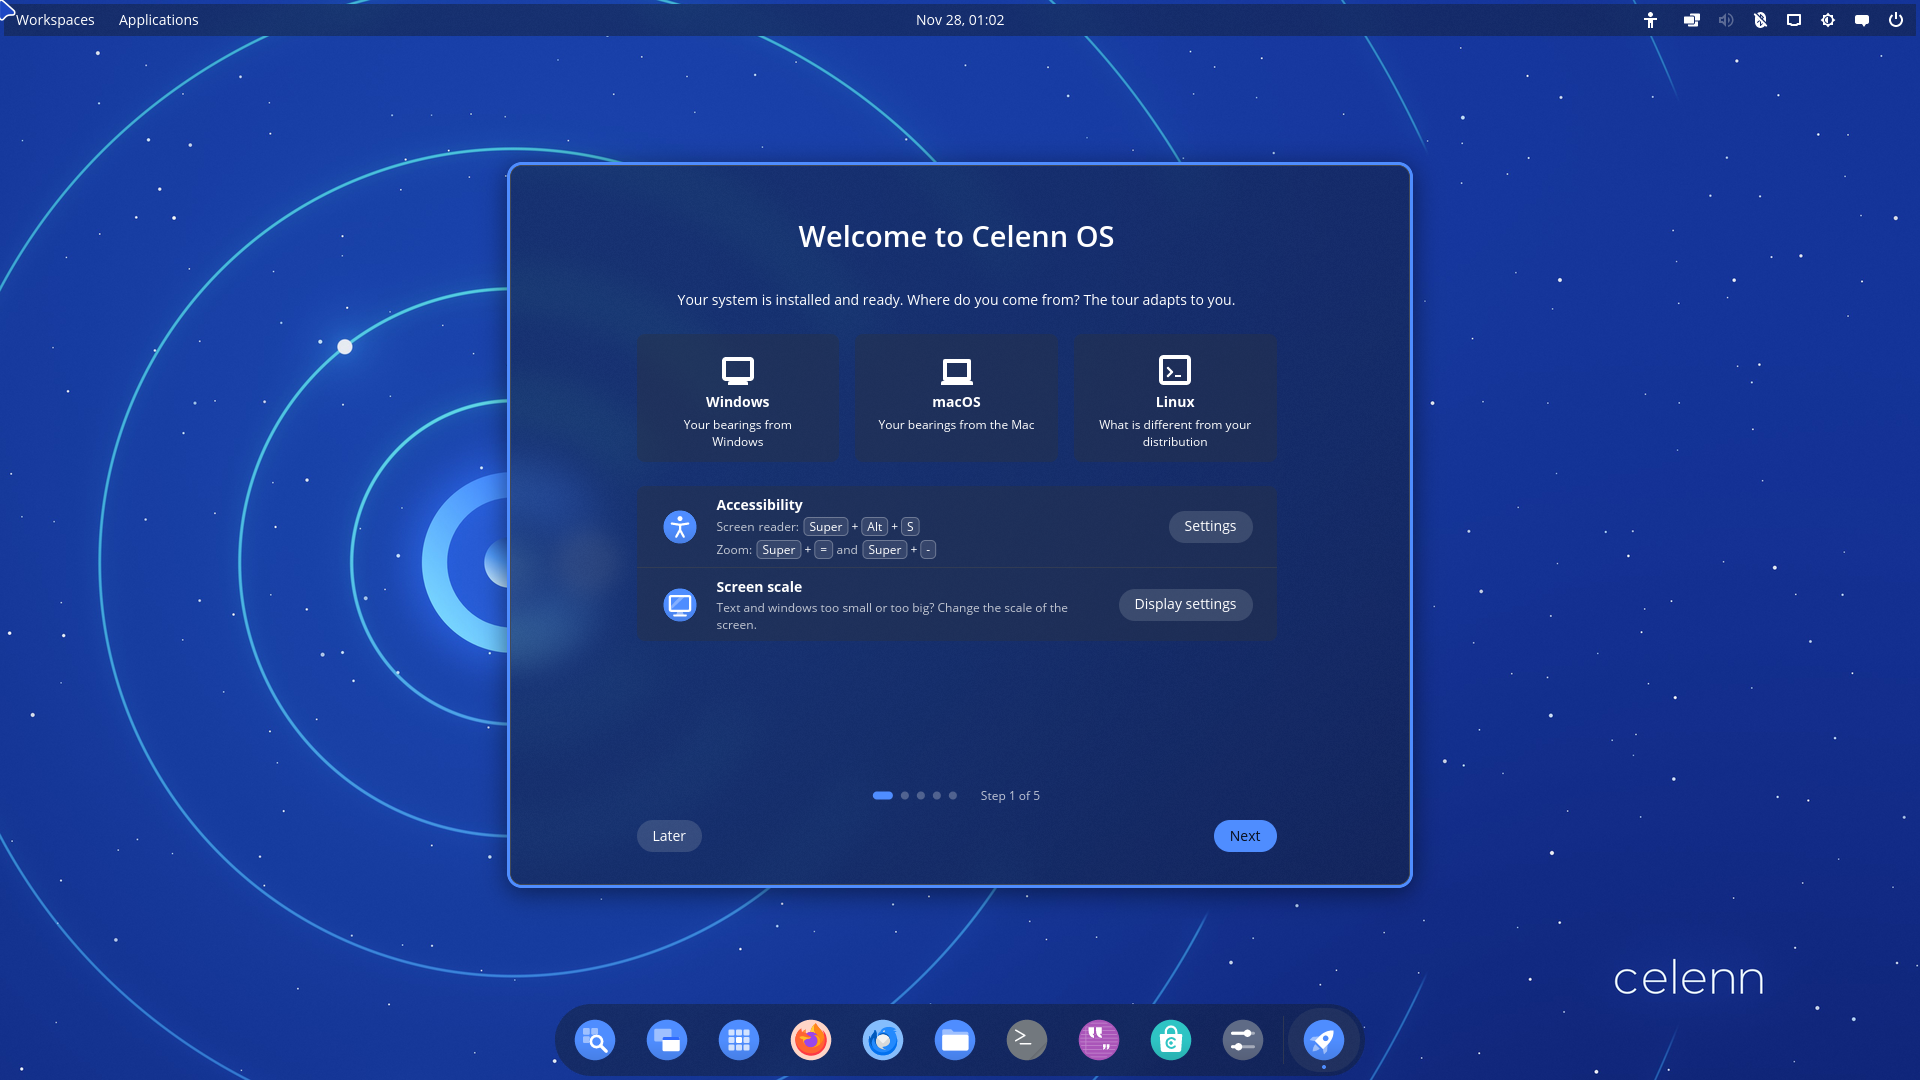 Workspaces Applications Nov 28, 01:02
Welcome to Celenn OS
Your system is installed and ready. Where do you come from? The tour adapts to you.
Windows
Your bearings from
Windows
macOS
Your bearings from the Mac
Linux
What is different from your
distribution
Accessibility
Screen reader: Super + Alt + S
Zoom: Super + = and Super + -
Settings
Screen scale
Text and windows too small or too big? Change the scale of the
screen.
Display settings
Step 1 of 5
Later
Next
celenn